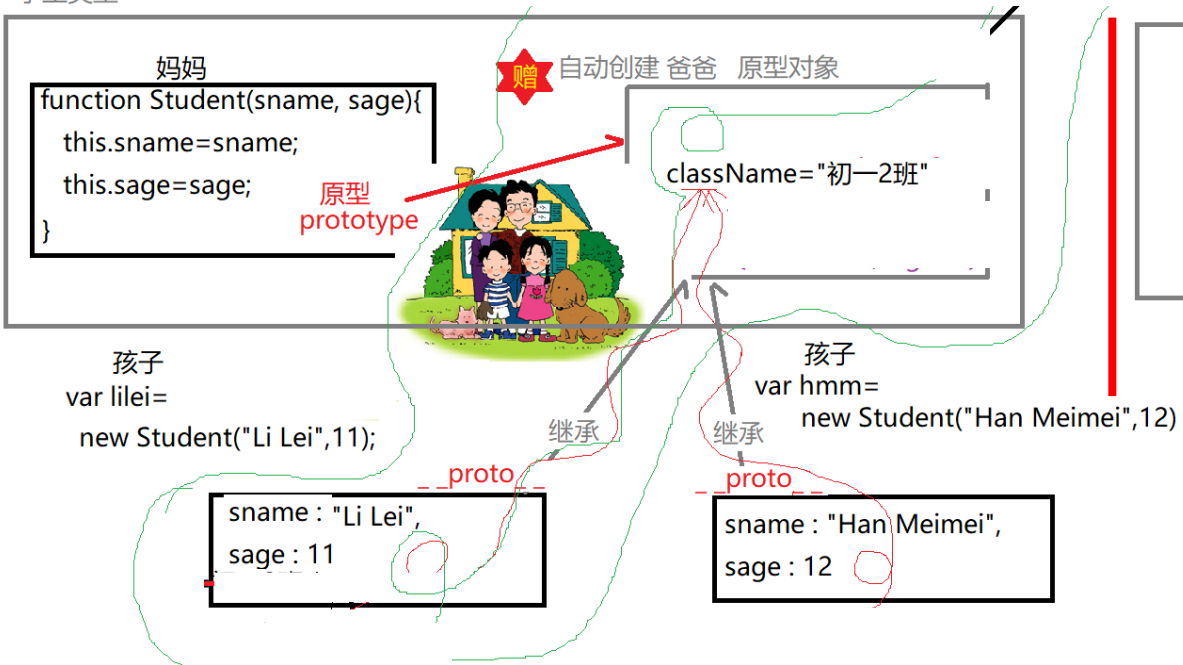 妈妈
function Student(sname, sage){
this.sname=sname;
this.sage=sage;
}
原型
prototype
赠
自动创建 爸爸 原型对象
className="初一2班"
孩子
var lilei=
new Student("Li Lei",11);
孩子
var hmm=
new Student("Han Meimei",12)
继承
继承
__proto__
__proto__
sname : "Li Lei",
sage : 11
sname : "Han Meimei",
sage : 12